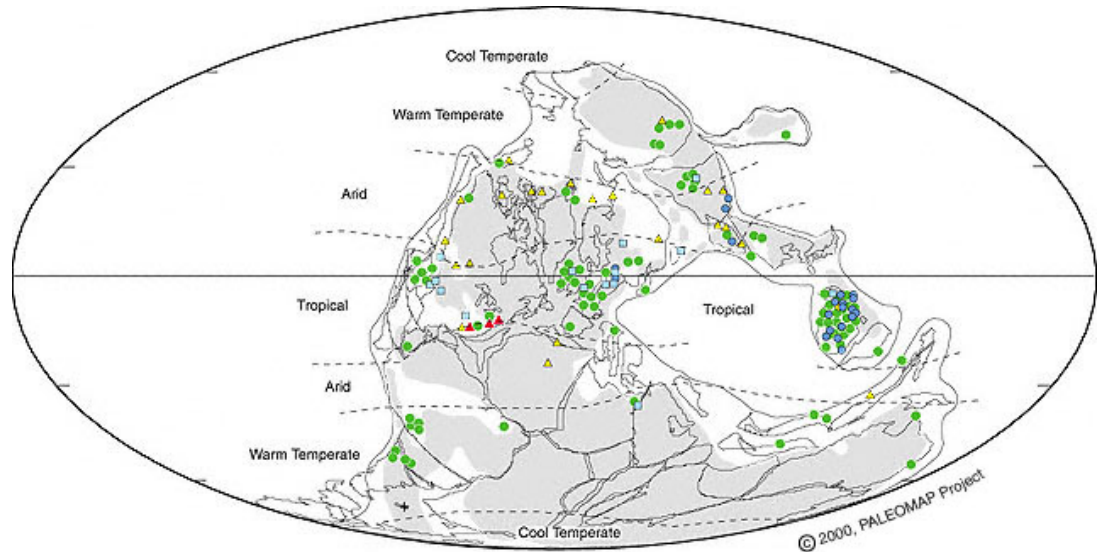 Cool Temperate
Warm Temperate
Arid
Tropical
Tropical
Arid
Warm Temperate
Cool Temperate
© 2000, PALEOMAP Project